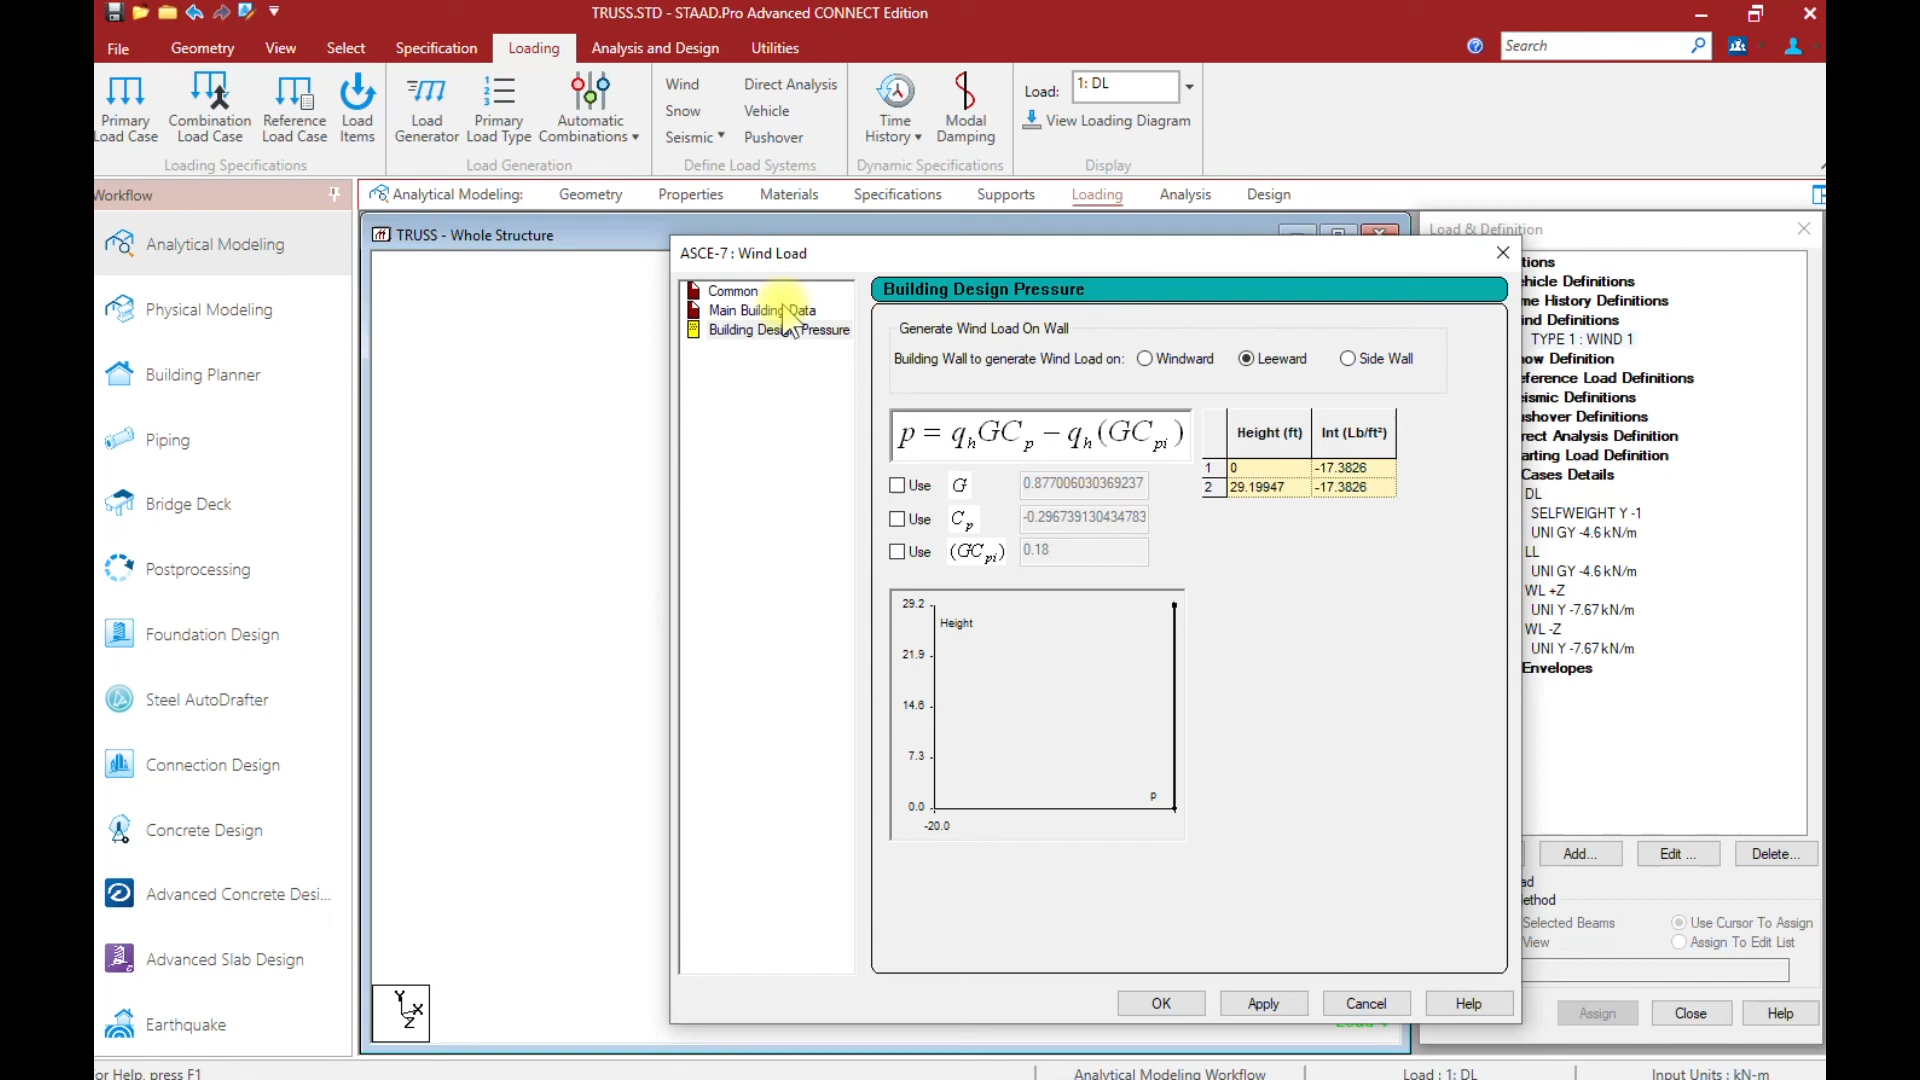 TRUSS.STD - STAAD.Pro Advanced CONNECT Edition
File Geometry View Select Specification Loading Analysis and Design Utilities
Search
Primary Load Case
Combination Load Case
Reference Load Case
Load Items
Loading Specifications
Load Generator
Primary Load Type
Automatic Combinations
Load Generation
Wind
Snow
Seismic
Direct Analysis
Vehicle
Pushover
Define Load Systems
Time History
Modal Damping
Dynamic Specifications
Load: 1: DL
View Loading Diagram
Display
Workflow
Analytical Modeling: Geometry Properties Materials Specifications Supports Loading Analysis Design
Analytical Modeling
Physical Modeling
Building Planner
Piping
Bridge Deck
Postprocessing
Foundation Design
Steel AutoDrafter
Connection Design
Concrete Design
Advanced Concrete Desi...
Advanced Slab Design
Earthquake
TRUSS - Whole Structure
Y
X
Z
ASCE-7 : Wind Load
Common
Main Building Data
Building Design Pressure
Building Design Pressure
Generate Wind Load On Wall
Building Wall to generate Wind Load on: Windward Leeward Side Wall
p = qhGCp − qh(GCpi)
Use G 0.877006030369237
Use Cp -0.296739130434783
Use (GCpi) 0.18
Height (ft) Int (Lb/ft²)
1 0 -17.3826
2 29.19947 -17.3826
29.2
Height
21.9
14.6
7.3
p
0.0
-20.0
OK Apply Cancel Help
Load & Definition
tions
hicle Definitions
me History Definitions
ind Definitions
TYPE 1 : WIND 1
now Definition
eference Load Definitions
eismic Definitions
ushover Definitions
rect Analysis Definition
arting Load Definition
Cases Details
DL
SELFWEIGHT Y -1
UNI GY -4.6 kN/m
LL
UNI GY -4.6 kN/m
WL +Z
UNI Y -7.67 kN/m
WL -Z
UNI Y -7.67 kN/m
Envelopes
Add... Edit ... Delete...
ad
ethod
Selected Beams Use Cursor To Assign
View Assign To Edit List
Assign Close Help
or Help, press F1
Analytical Modeling Workflow
Load : 1: DL
Input Units : kN-m